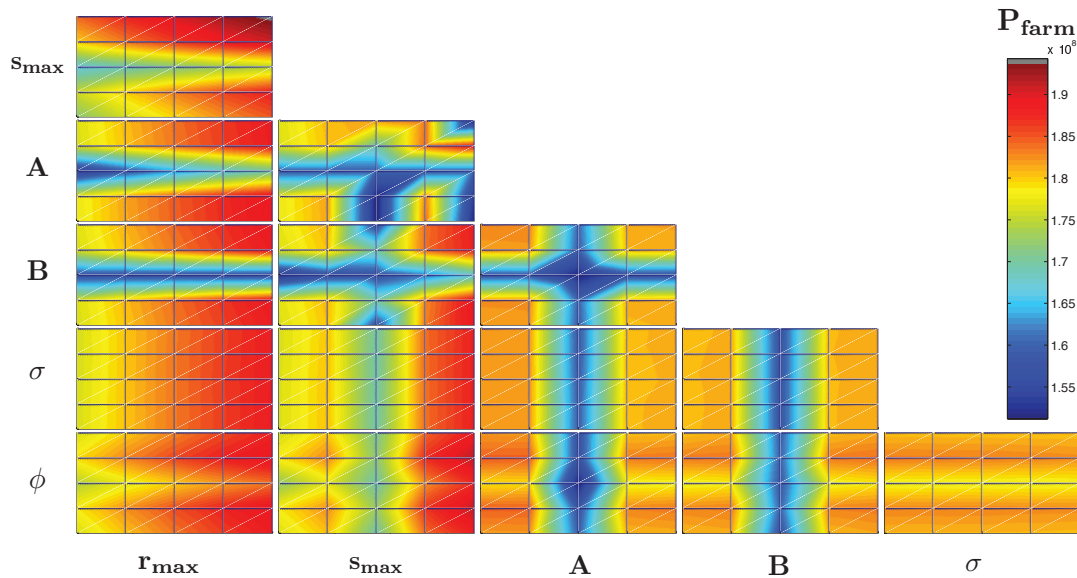 P_farm
x 10^8
s_max
1.9
1.85
A
1.8
1.75
B
1.7
1.65
σ
1.6
1.55
ϕ
r_max
s_max
A
B
σ